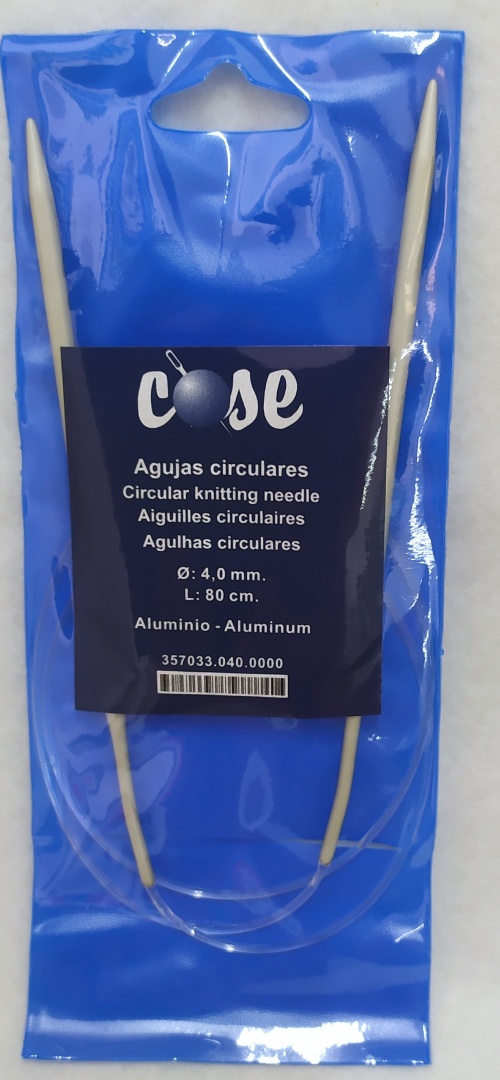 cose
Agujas circulares
Circular knitting needle
Aiguilles circulaires
Agulhas circulares
Ø: 4,0 mm.
L: 80 cm.
Aluminio - Aluminum
357033.040.0000